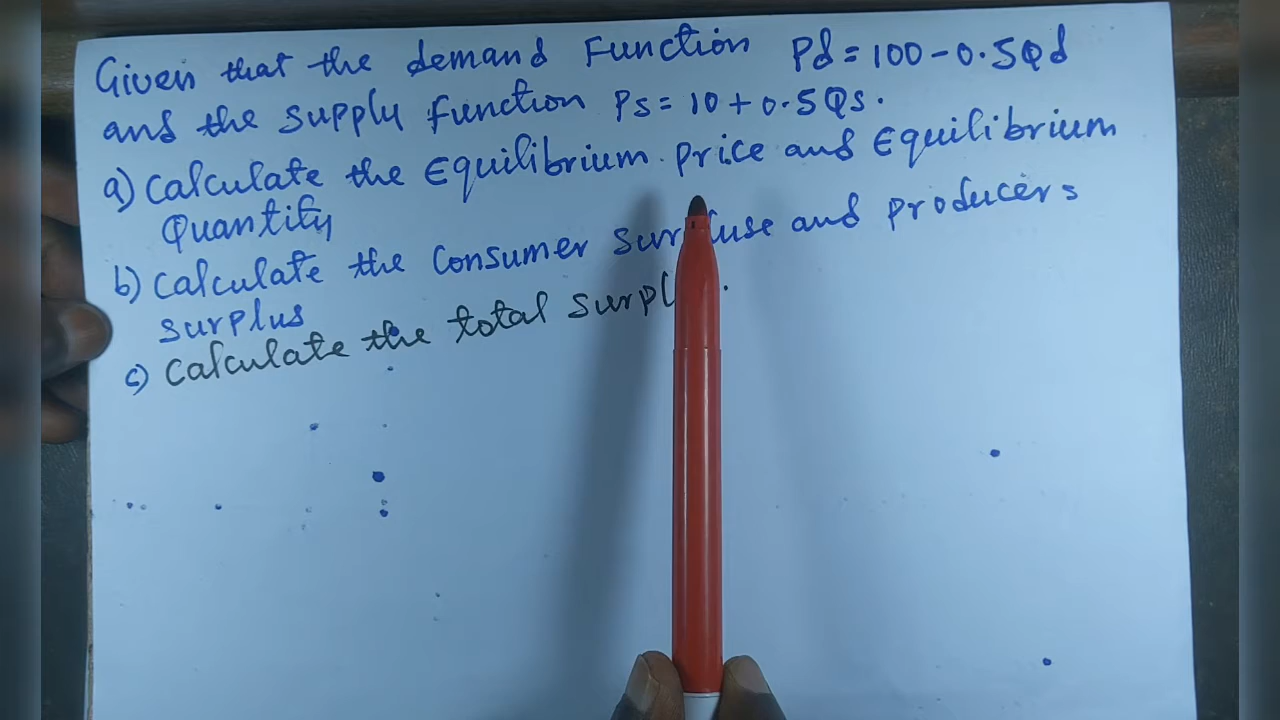 Given that the demand Function Pd = 100 - 0.5Qd
and the supply function Ps = 10 + 0.5Qs.
a) Calculate the Equilibrium price and Equilibrium
Quantity
b) Calculate the Consumer and producers
surplus
c) Calculate the total